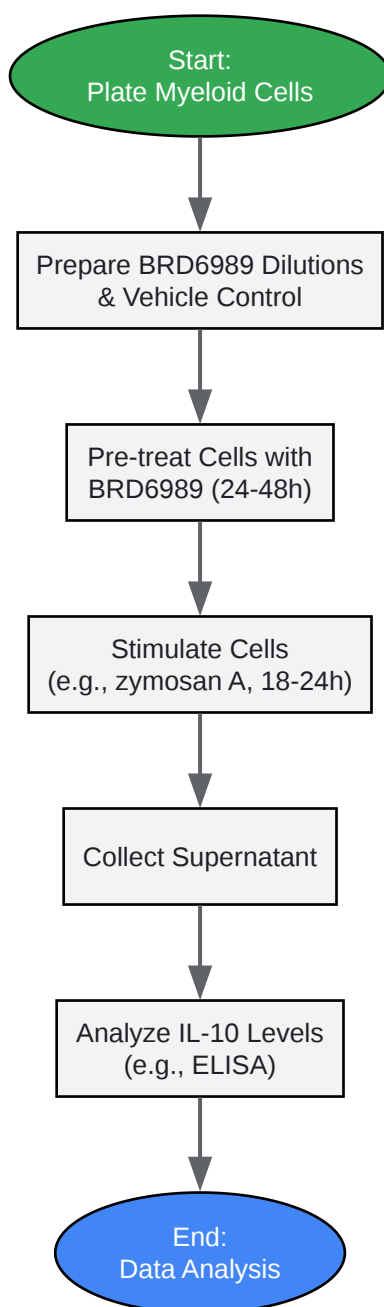 Start:
Plate Myeloid Cells
Prepare BRD6989 Dilutions
& Vehicle Control
Pre-treat Cells with
BRD6989 (24-48h)
Stimulate Cells
(e.g., zymosan A, 18-24h)
Collect Supernatant
Analyze IL-10 Levels
(e.g., ELISA)
End:
Data Analysis